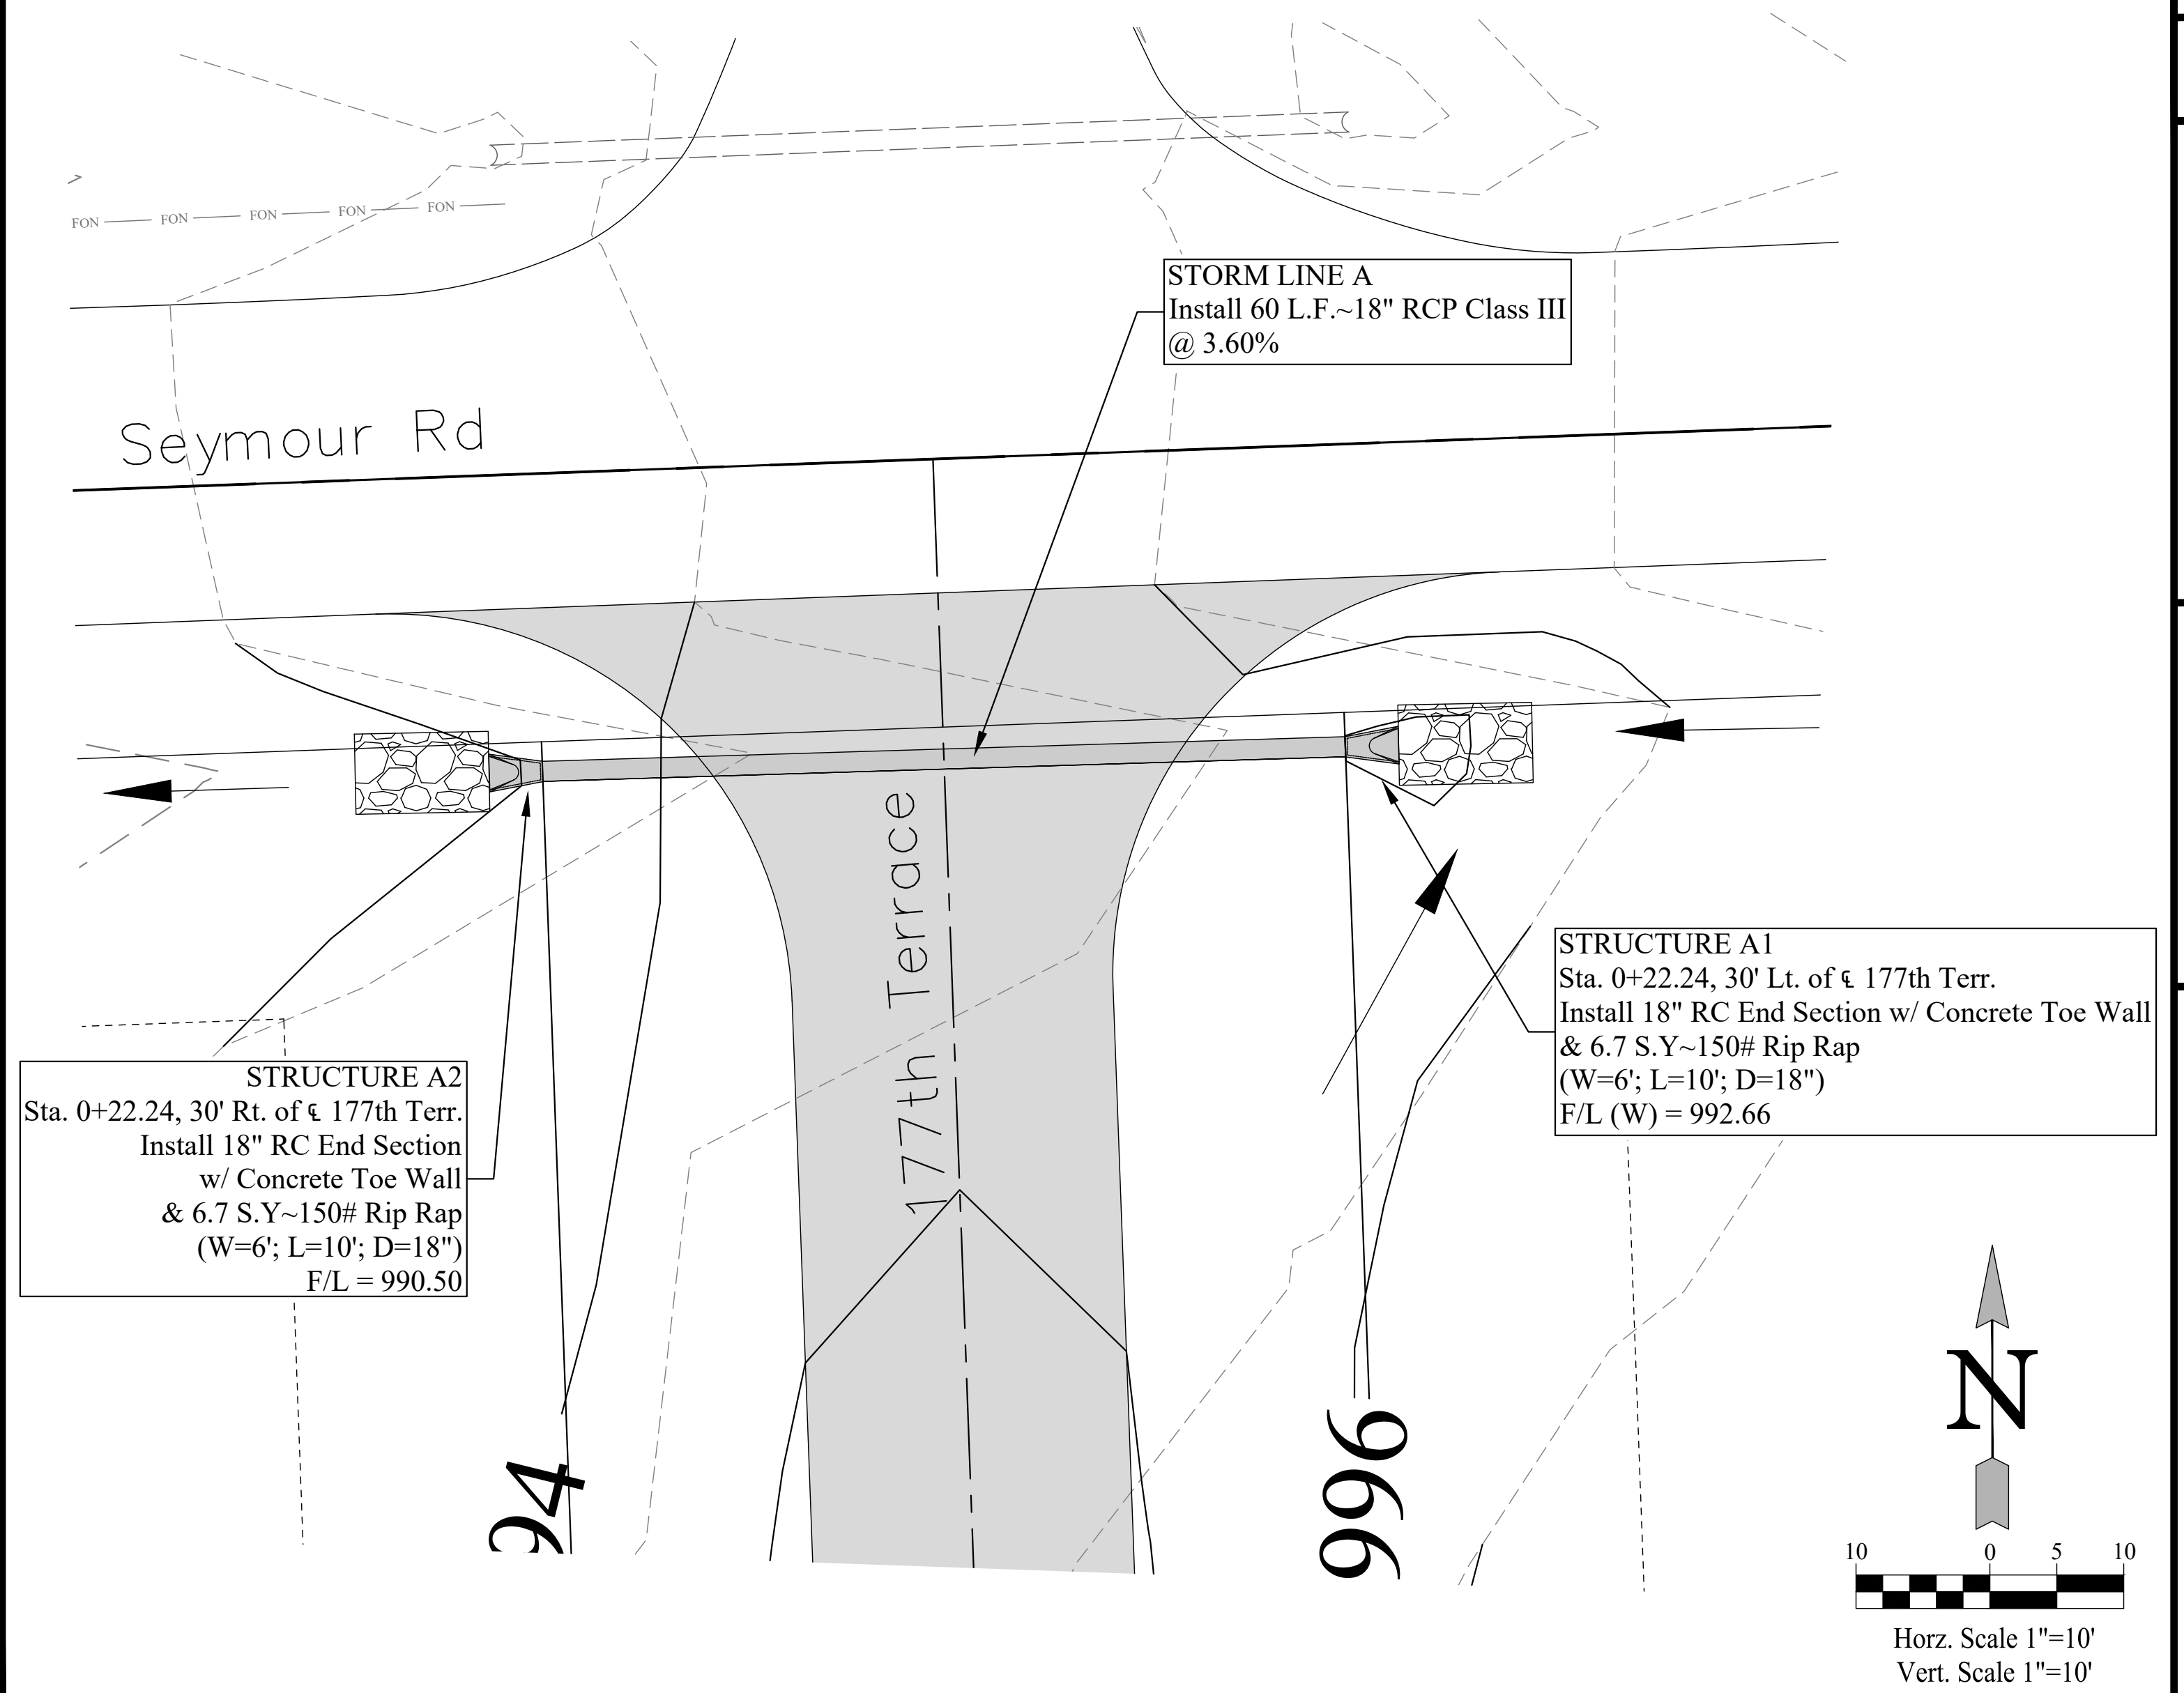 FON FON FON FON FON
STORM LINE A
Install 60 L.F.~18" RCP Class III
@ 3.60%
Seymour Rd
177th Terrace
STRUCTURE A1
Sta. 0+22.24, 30' Lt. of ℄ 177th Terr.
Install 18" RC End Section w/ Concrete Toe Wall
& 6.7 S.Y~150# Rip Rap
(W=6'; L=10'; D=18")
F/L (W) = 992.66
STRUCTURE A2
Sta. 0+22.24, 30' Rt. of ℄ 177th Terr.
Install 18" RC End Section
w/ Concrete Toe Wall
& 6.7 S.Y~150# Rip Rap
(W=6'; L=10'; D=18")
F/L = 990.50
94
996
N
10 0 5 10
Horz. Scale 1"=10'
Vert. Scale 1"=10'